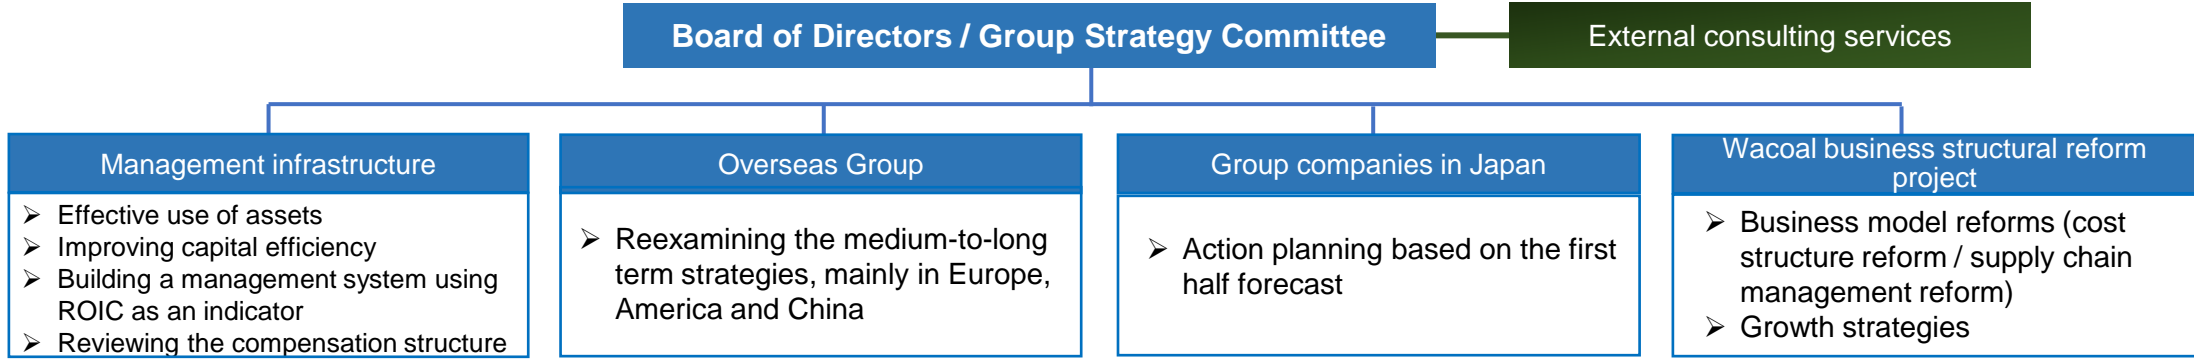 Board of Directors / Group Strategy Committee
External consulting services
Management infrastructure
➢ Effective use of assets
➢ Improving capital efficiency
➢ Building a management system using
ROIC as an indicator
➢ Reviewing the compensation structure
Overseas Group
➢ Reexamining the medium-to-long
term strategies, mainly in Europe,
America and China
Group companies in Japan
➢ Action planning based on the first
half forecast
Wacoal business structural reform
project
➢ Business model reforms (cost
structure reform / supply chain
management reform)
➢ Growth strategies